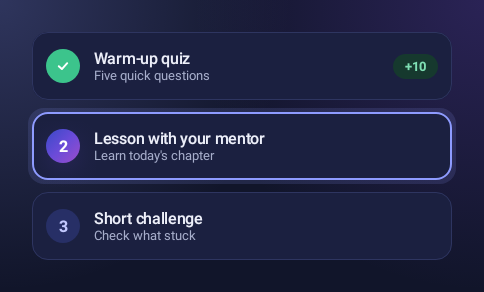 Warm-up quiz
Five quick questions
+10
2
Lesson with your mentor
Learn today's chapter
3
Short challenge
Check what stuck